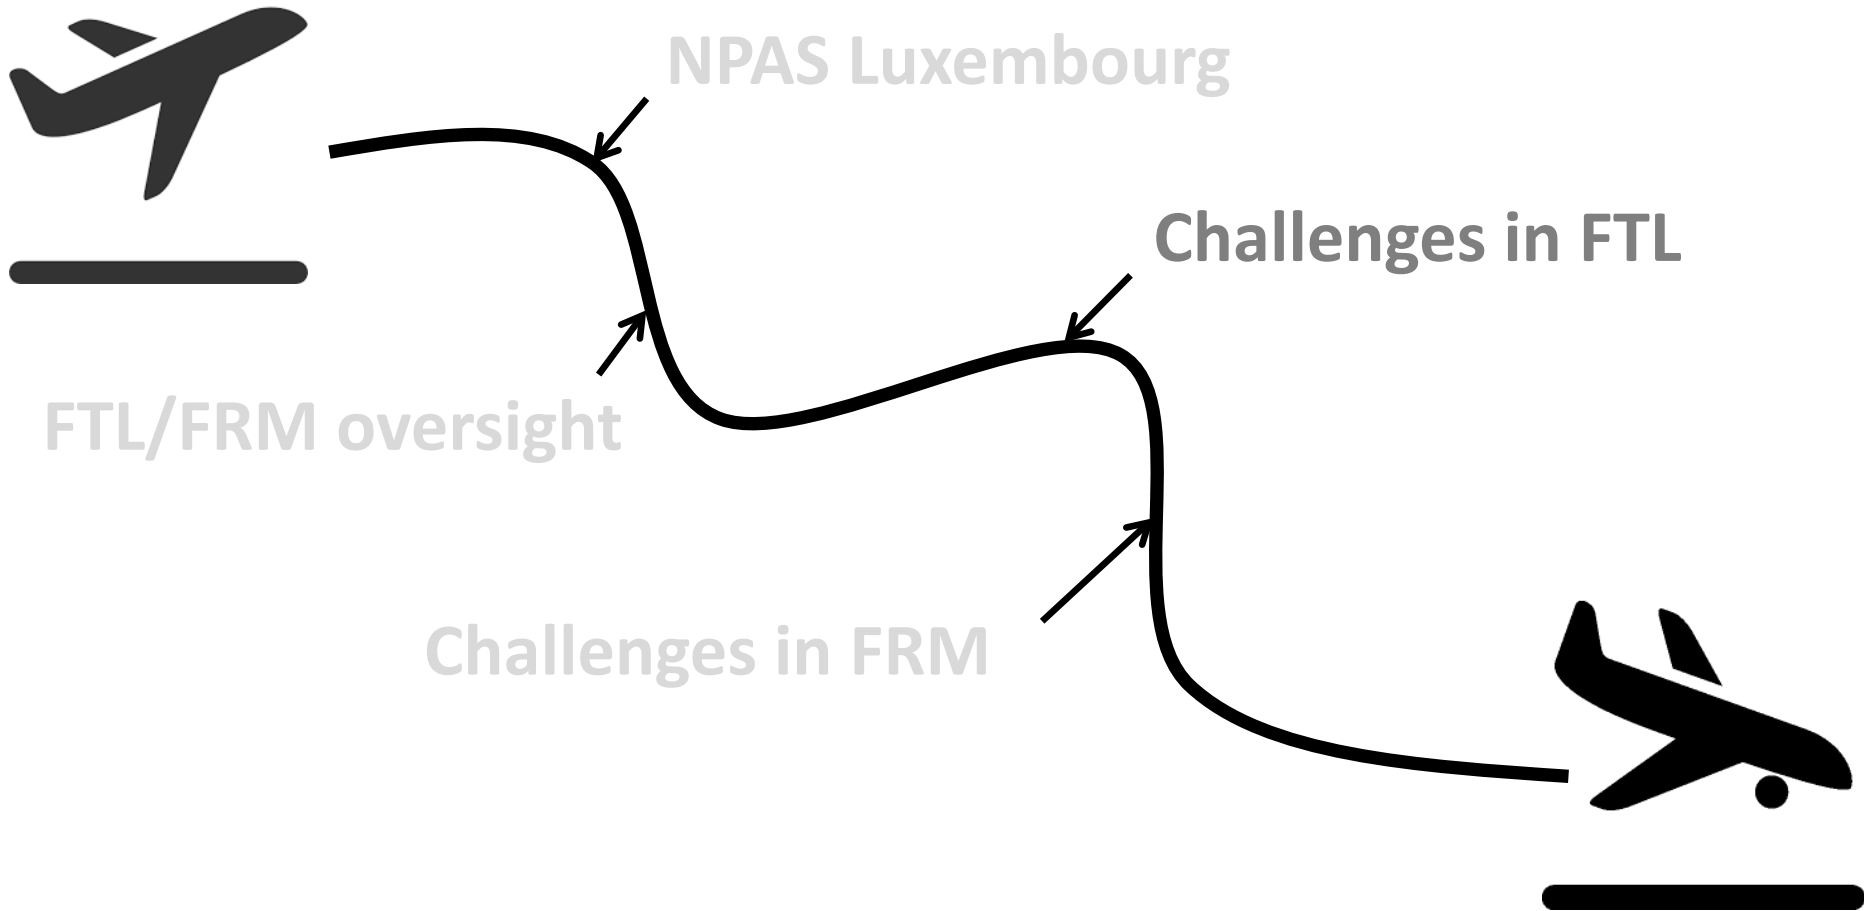 NPAS Luxembourg
Challenges in FTL
FTL/FRM oversight
Challenges in FRM